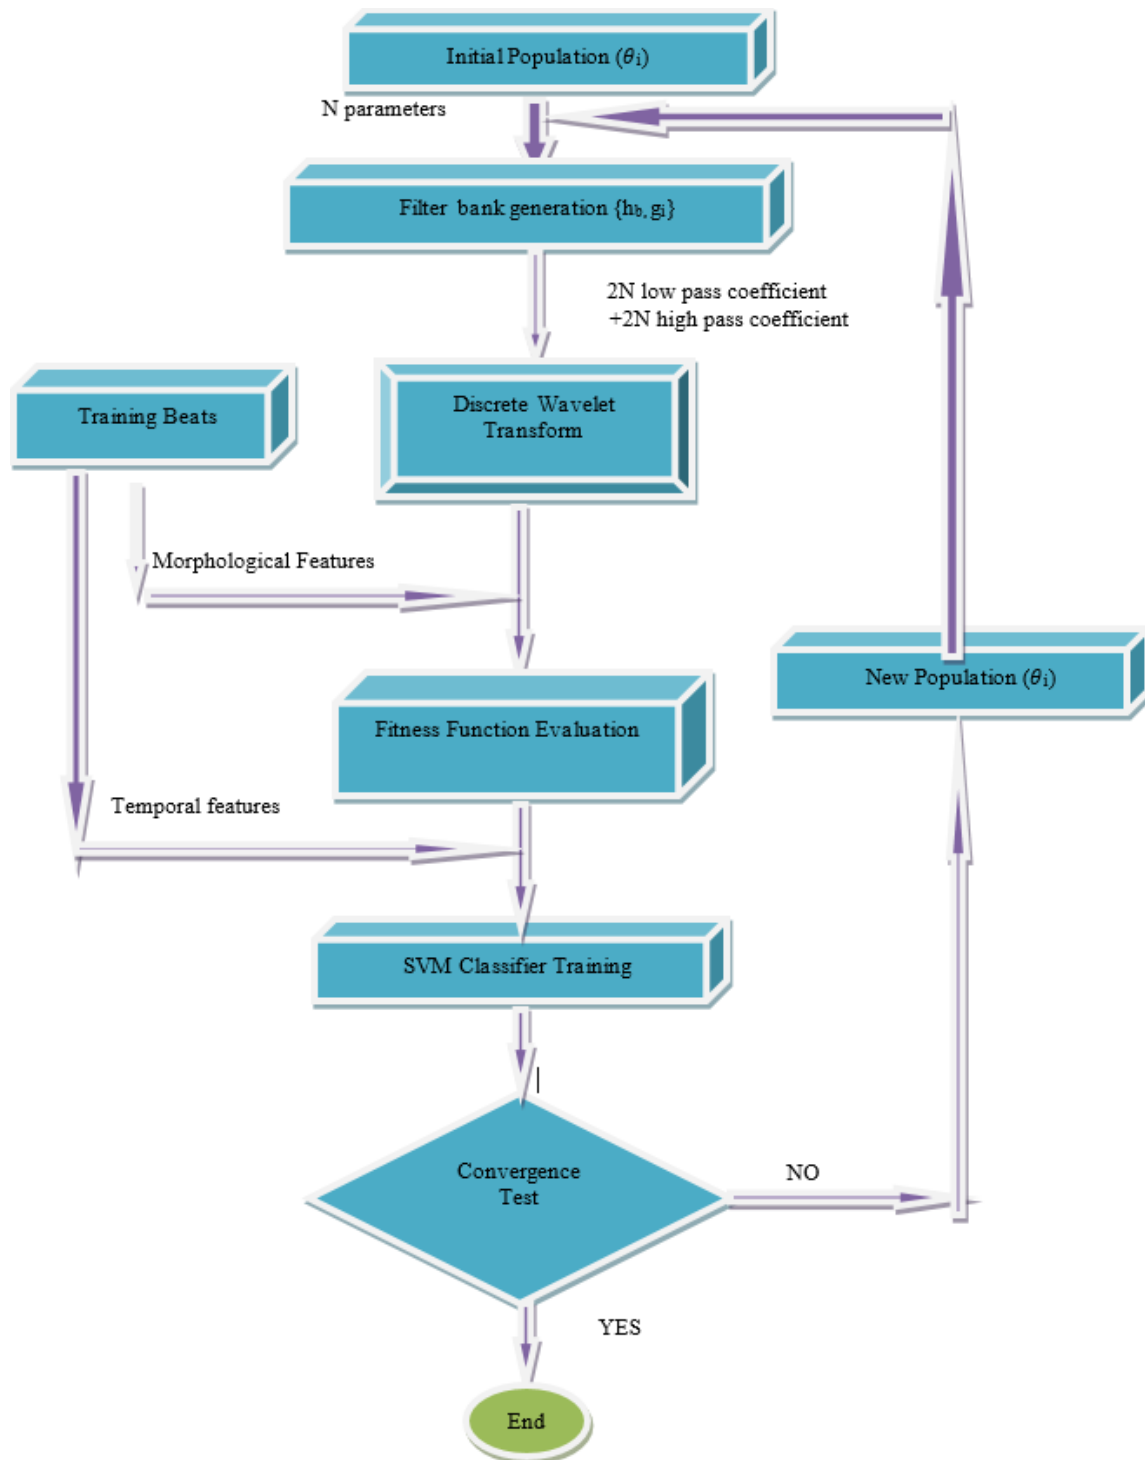 Initial Population (θi)
N parameters
Filter bank generation {hb, gi}
2N low pass coefficient
+2N high pass coefficient
Training Beats
Discrete Wavelet
Transform
Morphological Features
New Population (θi)
Fitness Function Evaluation
Temporal features
SVM Classifier Training
Convergence
Test
NO
YES
End